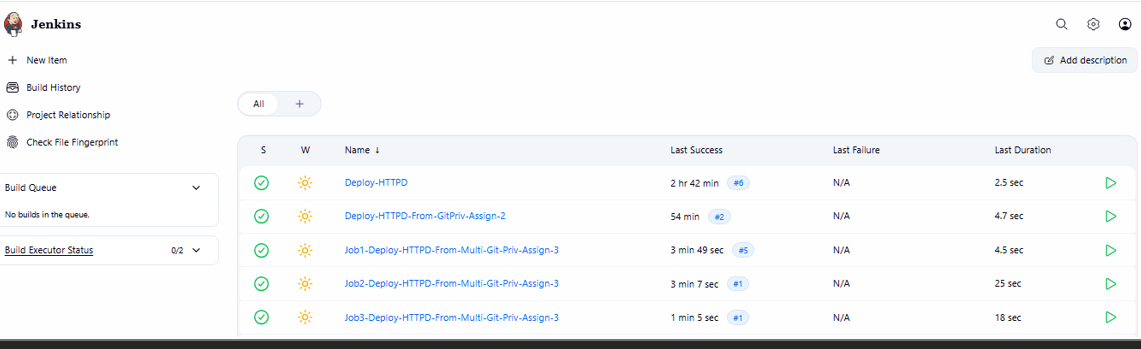 Jenkins
New Item
Build History
Project Relationship
Check File Fingerprint
Build Queue
No builds in the queue.
Build Executor Status 0/2
Add description
All +
S W Name ↓ Last Success Last Failure Last Duration
Deploy-HTTPD 2 hr 42 min #6 N/A 2.5 sec
Deploy-HTTPD-From-GitPriv-Assign-2 54 min #2 N/A 4.7 sec
Job1-Deploy-HTTPD-From-Multi-Git-Priv-Assign-3 3 min 49 sec #5 N/A 4.5 sec
Job2-Deploy-HTTPD-From-Multi-Git-Priv-Assign-3 3 min 7 sec #1 N/A 25 sec
Job3-Deploy-HTTPD-From-Multi-Git-Priv-Assign-3 1 min 5 sec #1 N/A 18 sec